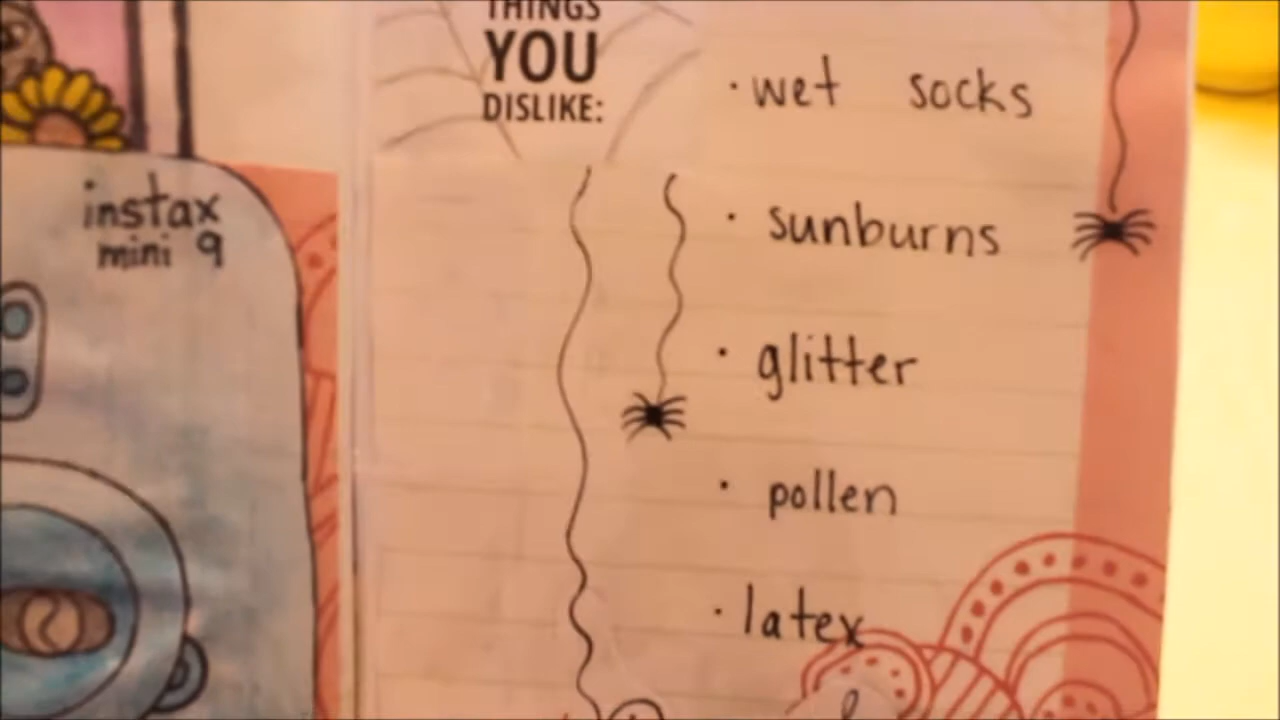 instax
mini 9
THINGS
YOU
DISLIKE:
· wet socks
· sunburns
· glitter
· pollen
· latex